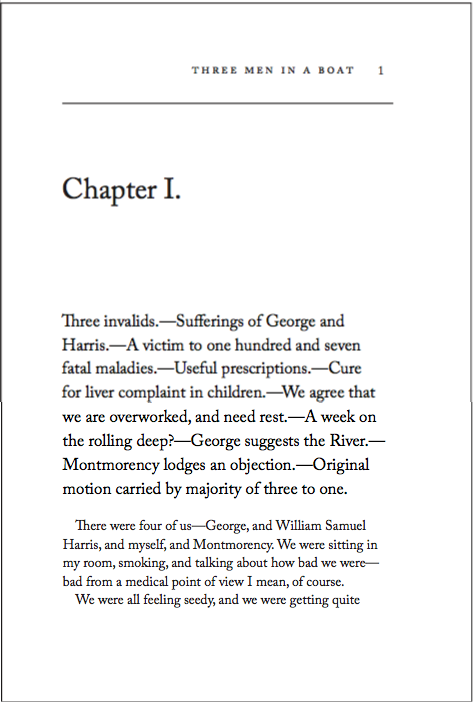 THREE MEN IN A BOAT 1
Chapter I.
Three invalids.—Sufferings of George and
Harris.—A victim to one hundred and seven
fatal maladies.—Useful prescriptions.—Cure
for liver complaint in children.—We agree that
we are overworked, and need rest.—A week on
the rolling deep?—George suggests the River.—
Montmorency lodges an objection.—Original
motion carried by majority of three to one.
There were four of us—George, and William Samuel
Harris, and myself, and Montmorency. We were sitting in
my room, smoking, and talking about how bad we were—
bad from a medical point of view I mean, of course.
We were all feeling seedy, and we were getting quite